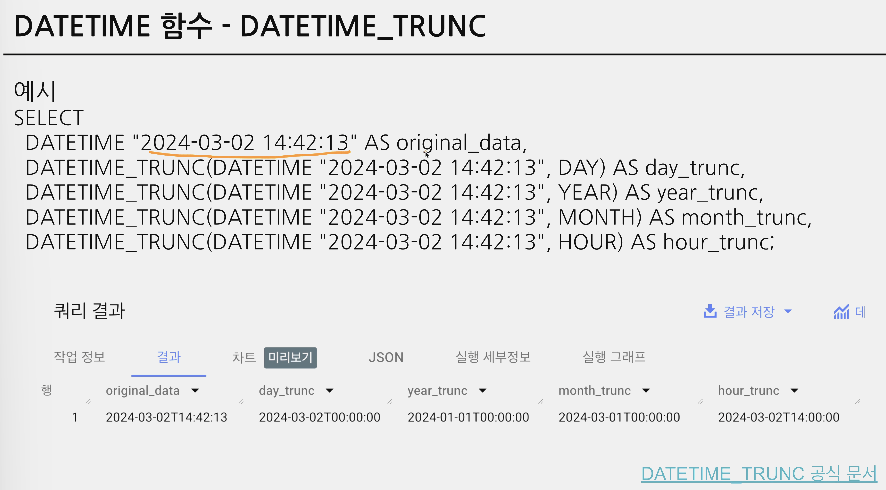 DATETIME 함수 - DATETIME_TRUNC
예시
SELECT
DATETIME "2024-03-02 14:42:13" AS original_data,
DATETIME_TRUNC(DATETIME "2024-03-02 14:42:13", DAY) AS day_trunc,
DATETIME_TRUNC(DATETIME "2024-03-02 14:42:13", YEAR) AS year_trunc,
DATETIME_TRUNC(DATETIME "2024-03-02 14:42:13", MONTH) AS month_trunc,
DATETIME_TRUNC(DATETIME "2024-03-02 14:42:13", HOUR) AS hour_trunc;
쿼리 결과 결과 저장 데
작업 정보 결과 차트 미리보기 JSON 실행 세부정보 실행 그래프
행 original_data day_trunc year_trunc month_trunc hour_trunc
1 2024-03-02T14:42:13 2024-03-02T00:00:00 2024-01-01T00:00:00 2024-03-01T00:00:00 2024-03-02T14:00:00
DATETIME_TRUNC 공식 문서